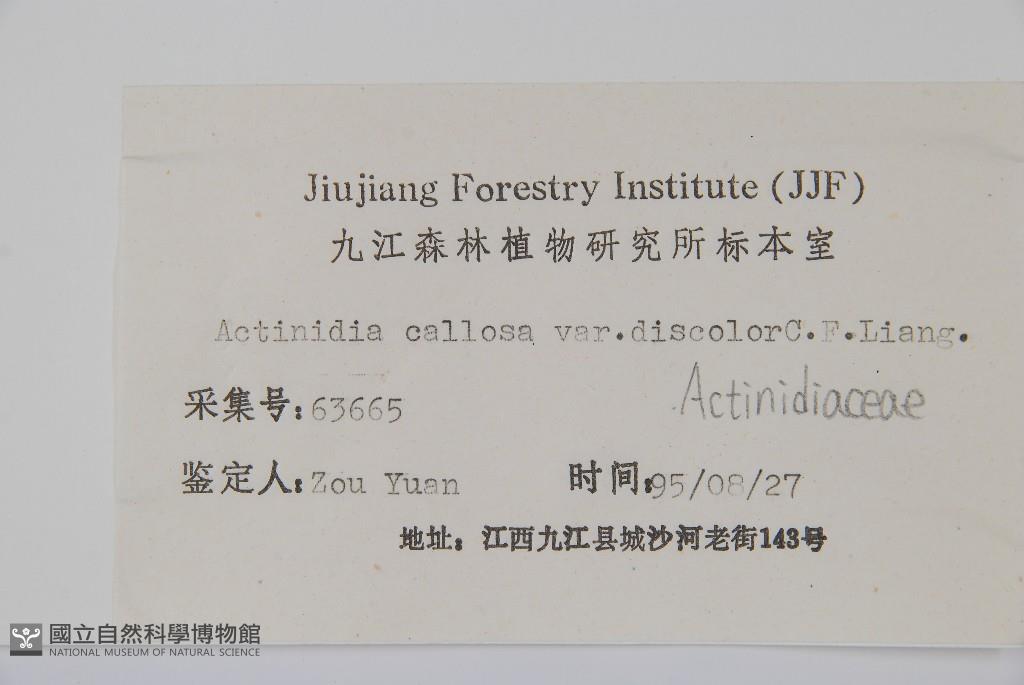 Jiujiang Forestry Institute (JJF)
九江森林植物研究所标本室
Actinidia callosa var.discolorC.F.Liang.
采集号:63665
Actinidiaceae
鉴定人:Zou Yuan 时间:95/08/27
地址：江西九江县城沙河老街143号
國立自然科學博物館
NATIONAL MUSEUM OF NATURAL SCIENCE